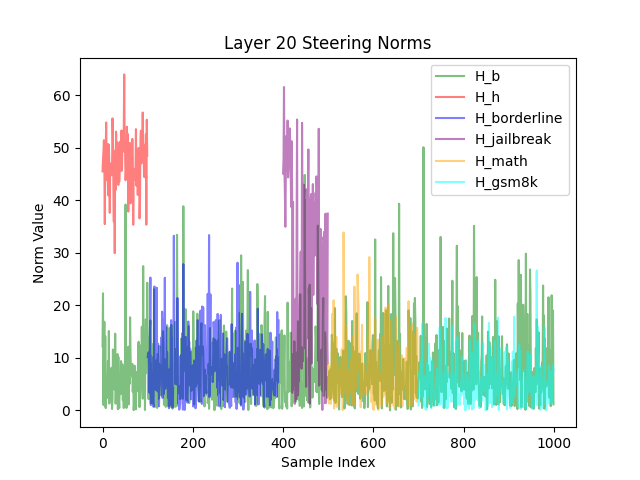 Layer 20 Steering Norms
Norm Value
60
50
40
30
20
10
0
0 200 400 600 800 1000
Sample Index
H_b
H_h
H_borderline
H_jailbreak
H_math
H_gsm8k